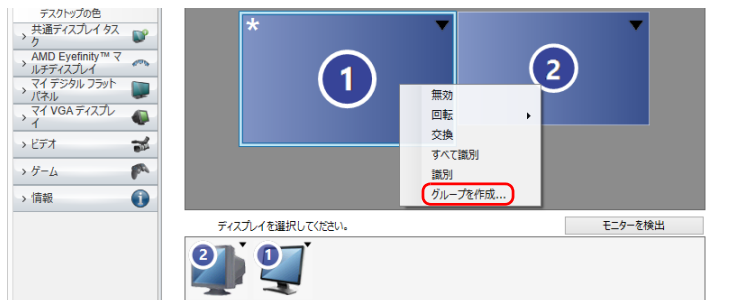 デスクトップの色
共通ディスプレイ タス
ク
AMD Eyefinity™ マ
ルチディスプレイ
マイ デジタル フラット
パネル
マイ VGA ディスプレ
イ
ビデオ
ゲーム
情報
*
1
2
無効
回転
交換
すべて識別
識別
グループを作成...
ディスプレイを選択してください。
モニターを検出
2
1